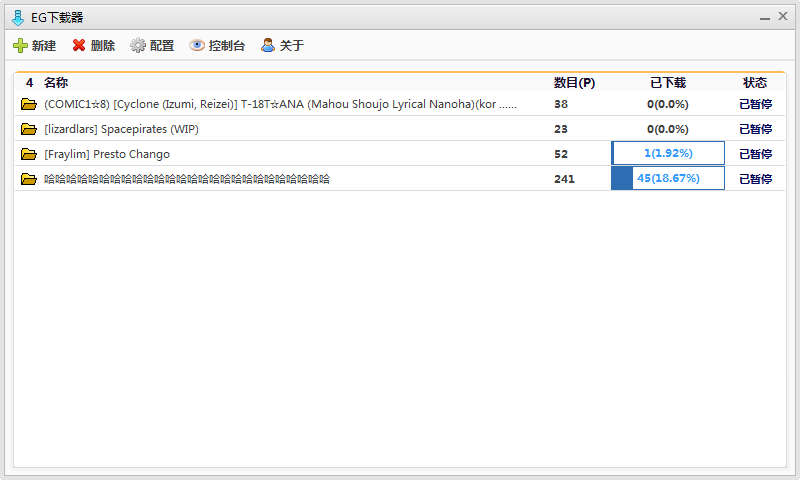 EG下载器
新建 删除 配置 控制台 关于
4 名称 数目(P) 已下载 状态
(COMIC1☆8) [Cyclone (Izumi, Reizei)] T-18T☆ANA (Mahou Shoujo Lyrical Nanoha)(kor ...... 38 0(0.0%) 已暂停
[lizardlars] Spacepirates (WIP) 23 0(0.0%) 已暂停
[Fraylim] Presto Chango 52 1(1.92%) 已暂停
哈哈哈哈哈哈哈哈哈哈哈哈哈哈哈哈哈哈哈哈哈哈哈哈哈哈 241 45(18.67%) 已暂停